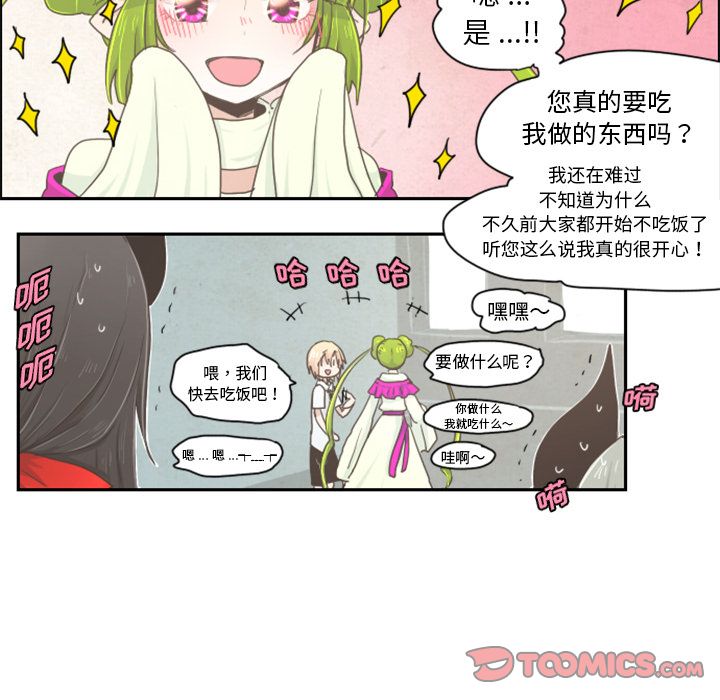 嗯 ...
是 ...!!
您真的要吃
我做的东西吗？
我还在难过
不知道为什么
不久前大家都开始不吃饭了
听您这么说我真的很开心！
呃
呃
呃
哈 哈 哈
嘿嘿～
喂，我们
快去吃饭吧！
要做什么呢？
你做什么
我就吃什么～
嗯 ... 嗯 ...┭___┭
哇啊～
嗬
嗬
TOOMICS.COM